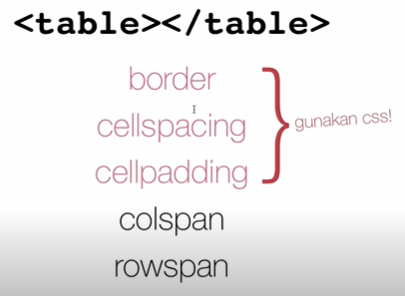 <table></table>
border
cellspacing
cellpadding
gunakan css!
colspan
rowspan